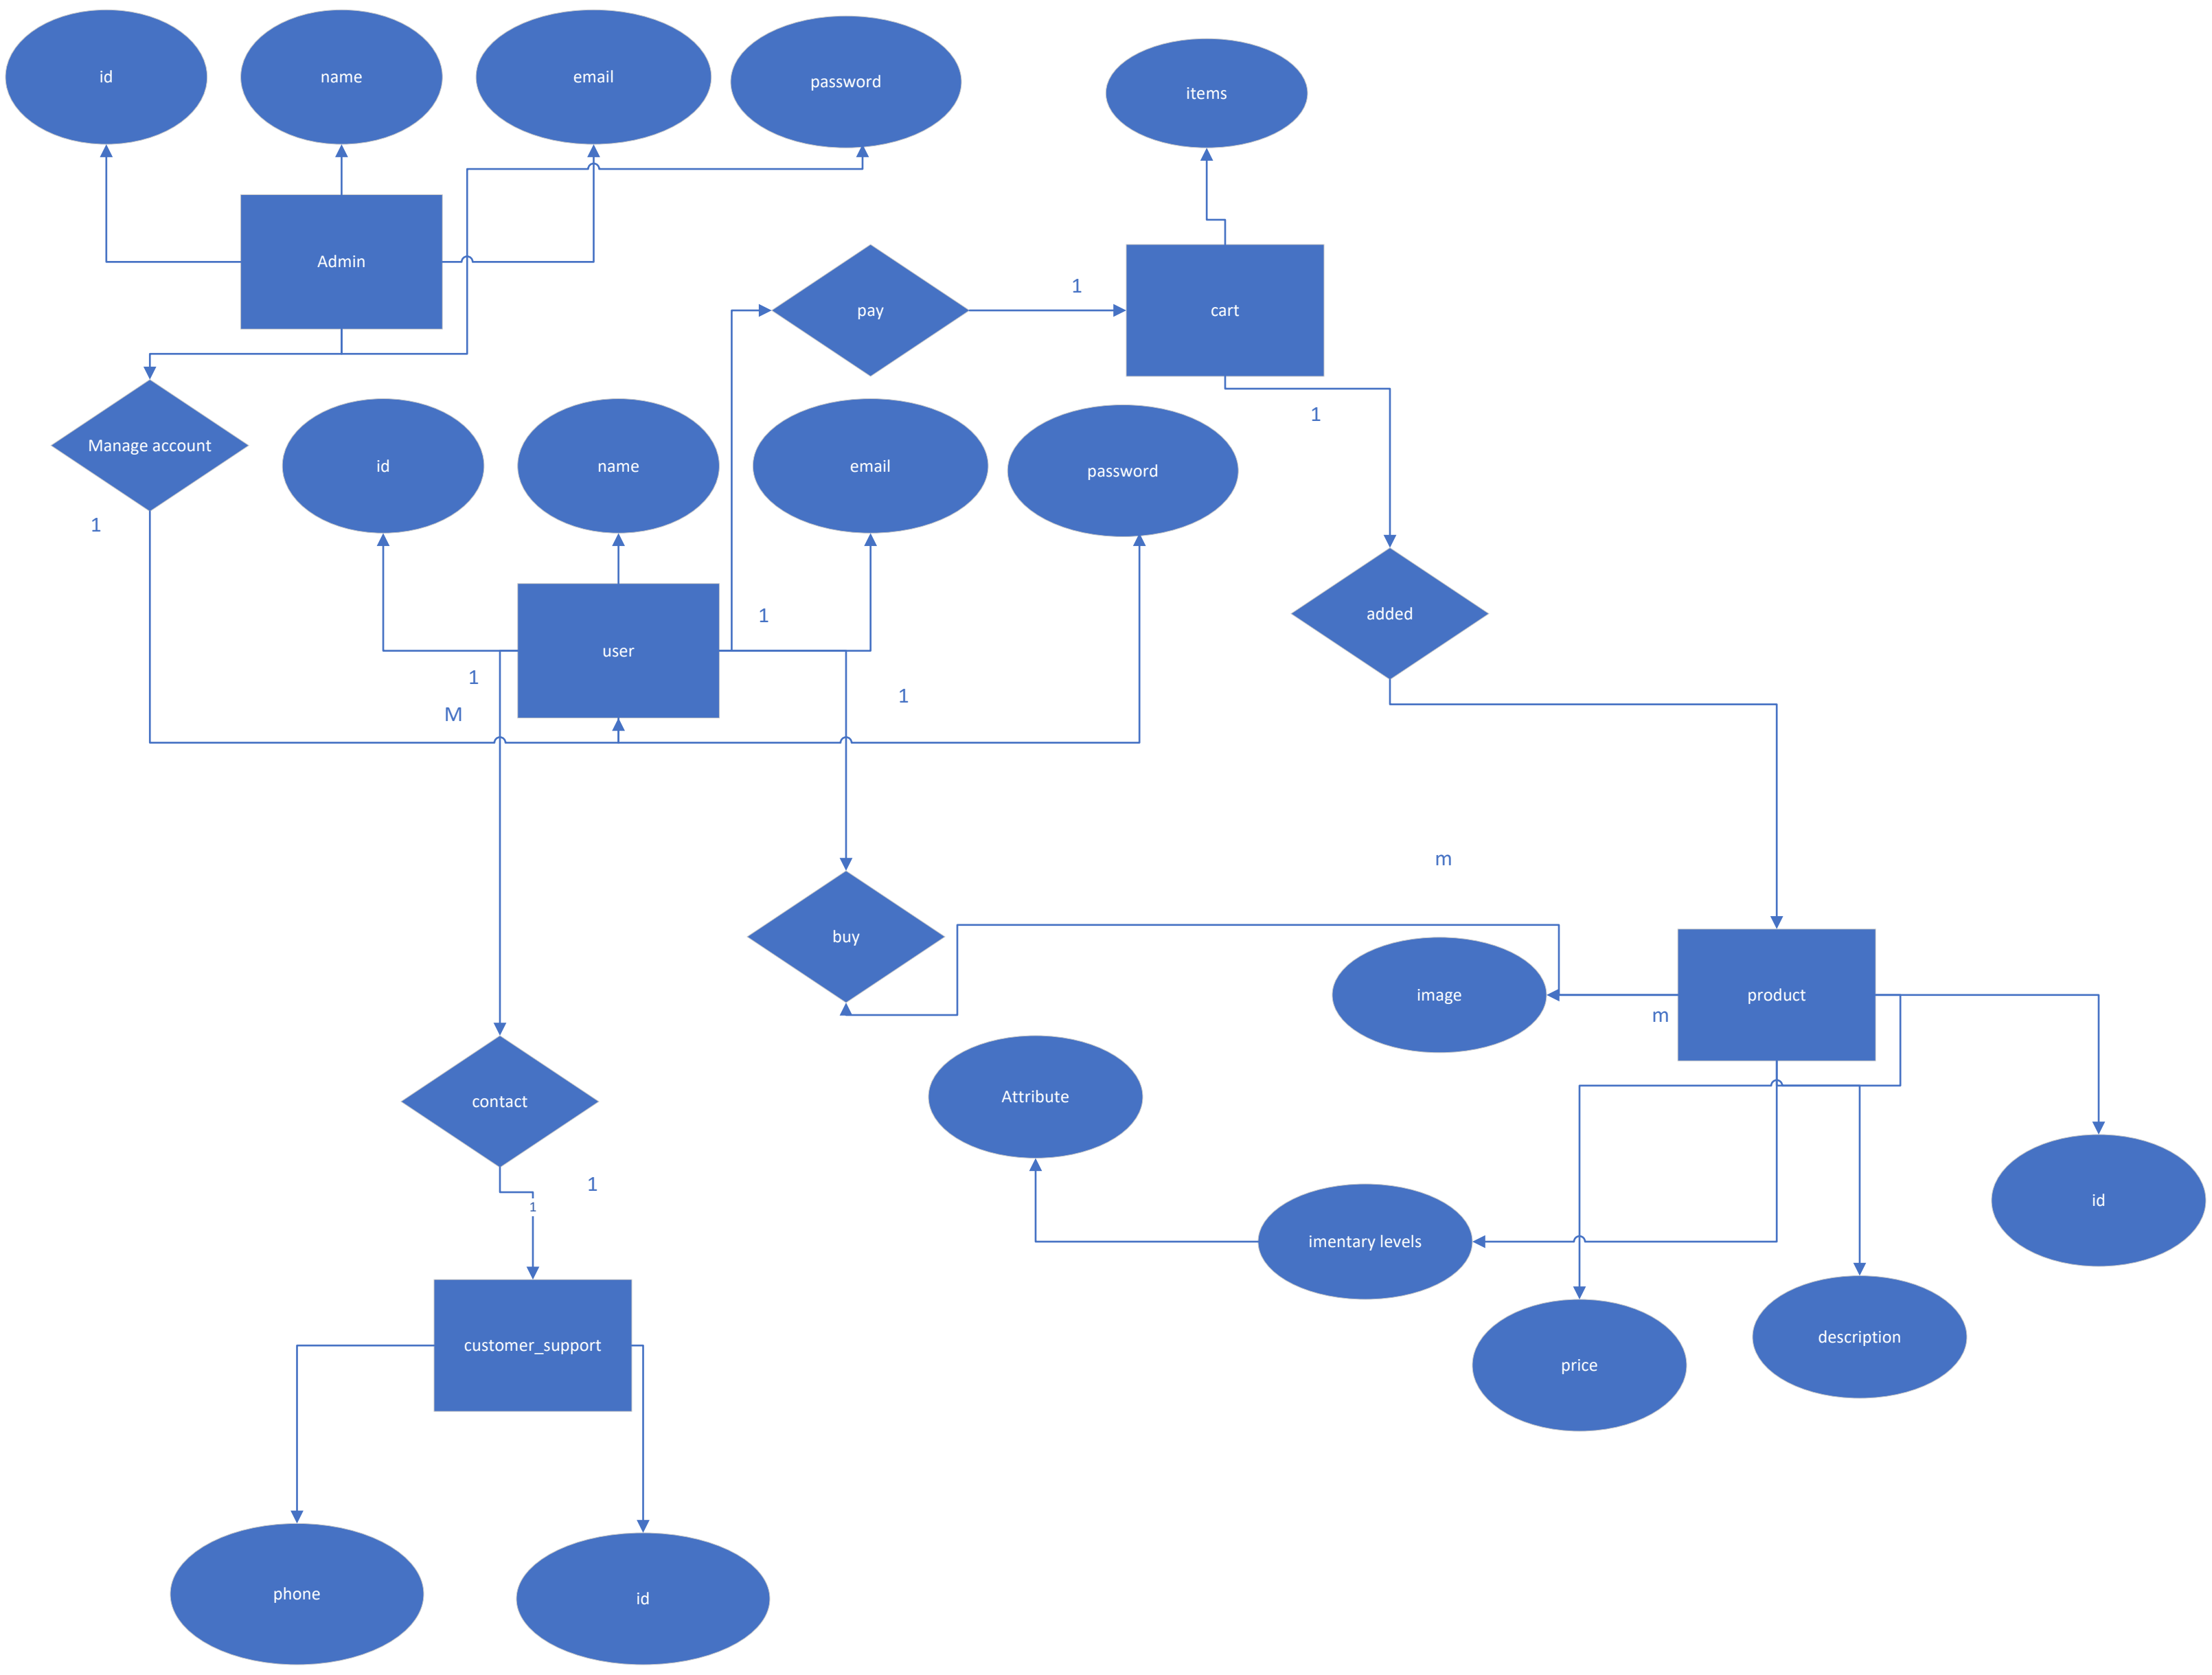 id
name
email
password
items
Admin
pay
1
cart
1
Manage account
id
name
email
password
1
added
1
user
1
1
M
m
buy
image
product
m
Attribute
contact
1
1
id
imentary levels
description
customer_support
price
phone
id